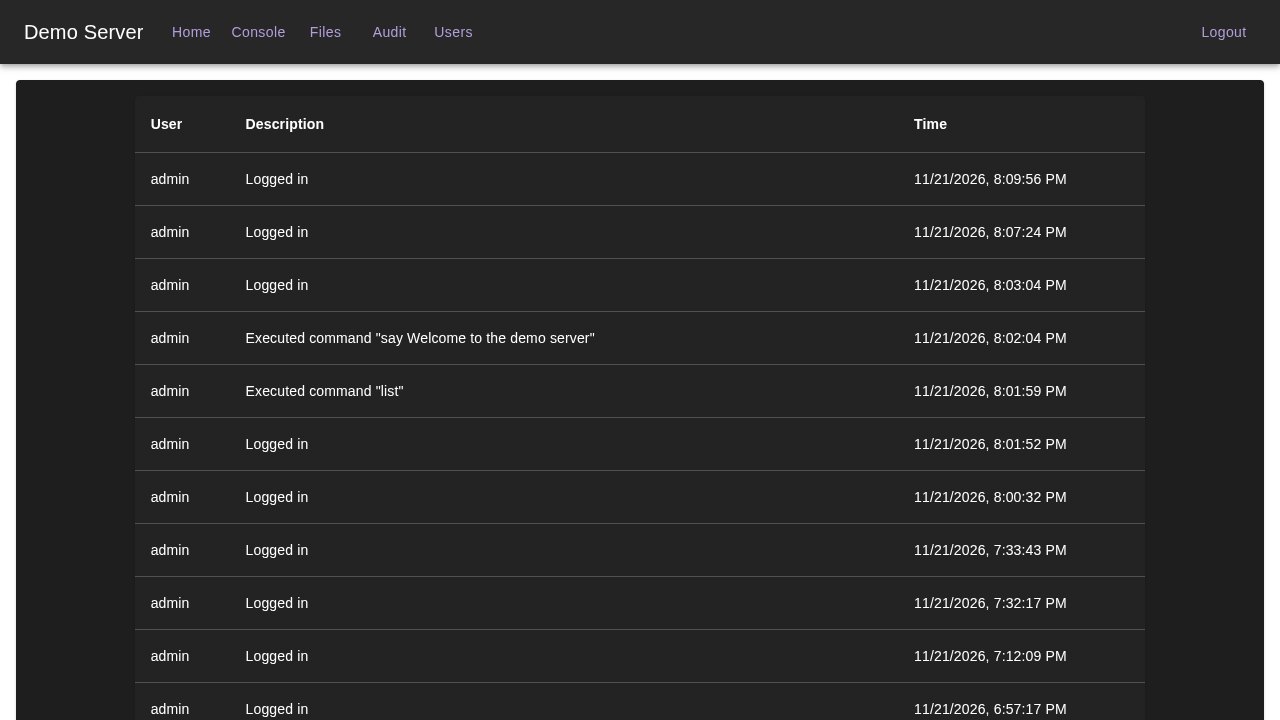 Demo Server Home Console Files Audit Users Logout
User Description Time
admin Logged in 11/21/2026, 8:09:56 PM
admin Logged in 11/21/2026, 8:07:24 PM
admin Logged in 11/21/2026, 8:03:04 PM
admin Executed command "say Welcome to the demo server" 11/21/2026, 8:02:04 PM
admin Executed command "list" 11/21/2026, 8:01:59 PM
admin Logged in 11/21/2026, 8:01:52 PM
admin Logged in 11/21/2026, 8:00:32 PM
admin Logged in 11/21/2026, 7:33:43 PM
admin Logged in 11/21/2026, 7:32:17 PM
admin Logged in 11/21/2026, 7:12:09 PM
admin Logged in 11/21/2026, 6:57:17 PM